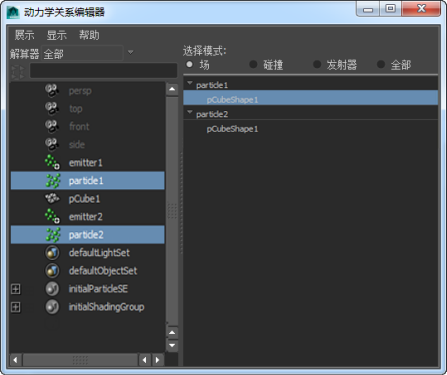 动力学关系编辑器
展示 显示 帮助
解算器 全部
选择模式:
场 碰撞 发射器 全部
persp
top
front
side
emitter1
particle1
pCube1
emitter2
particle2
defaultLightSet
defaultObjectSet
initialParticleSE
initialShadingGroup
particle1
pCubeShape1
particle2
pCubeShape1